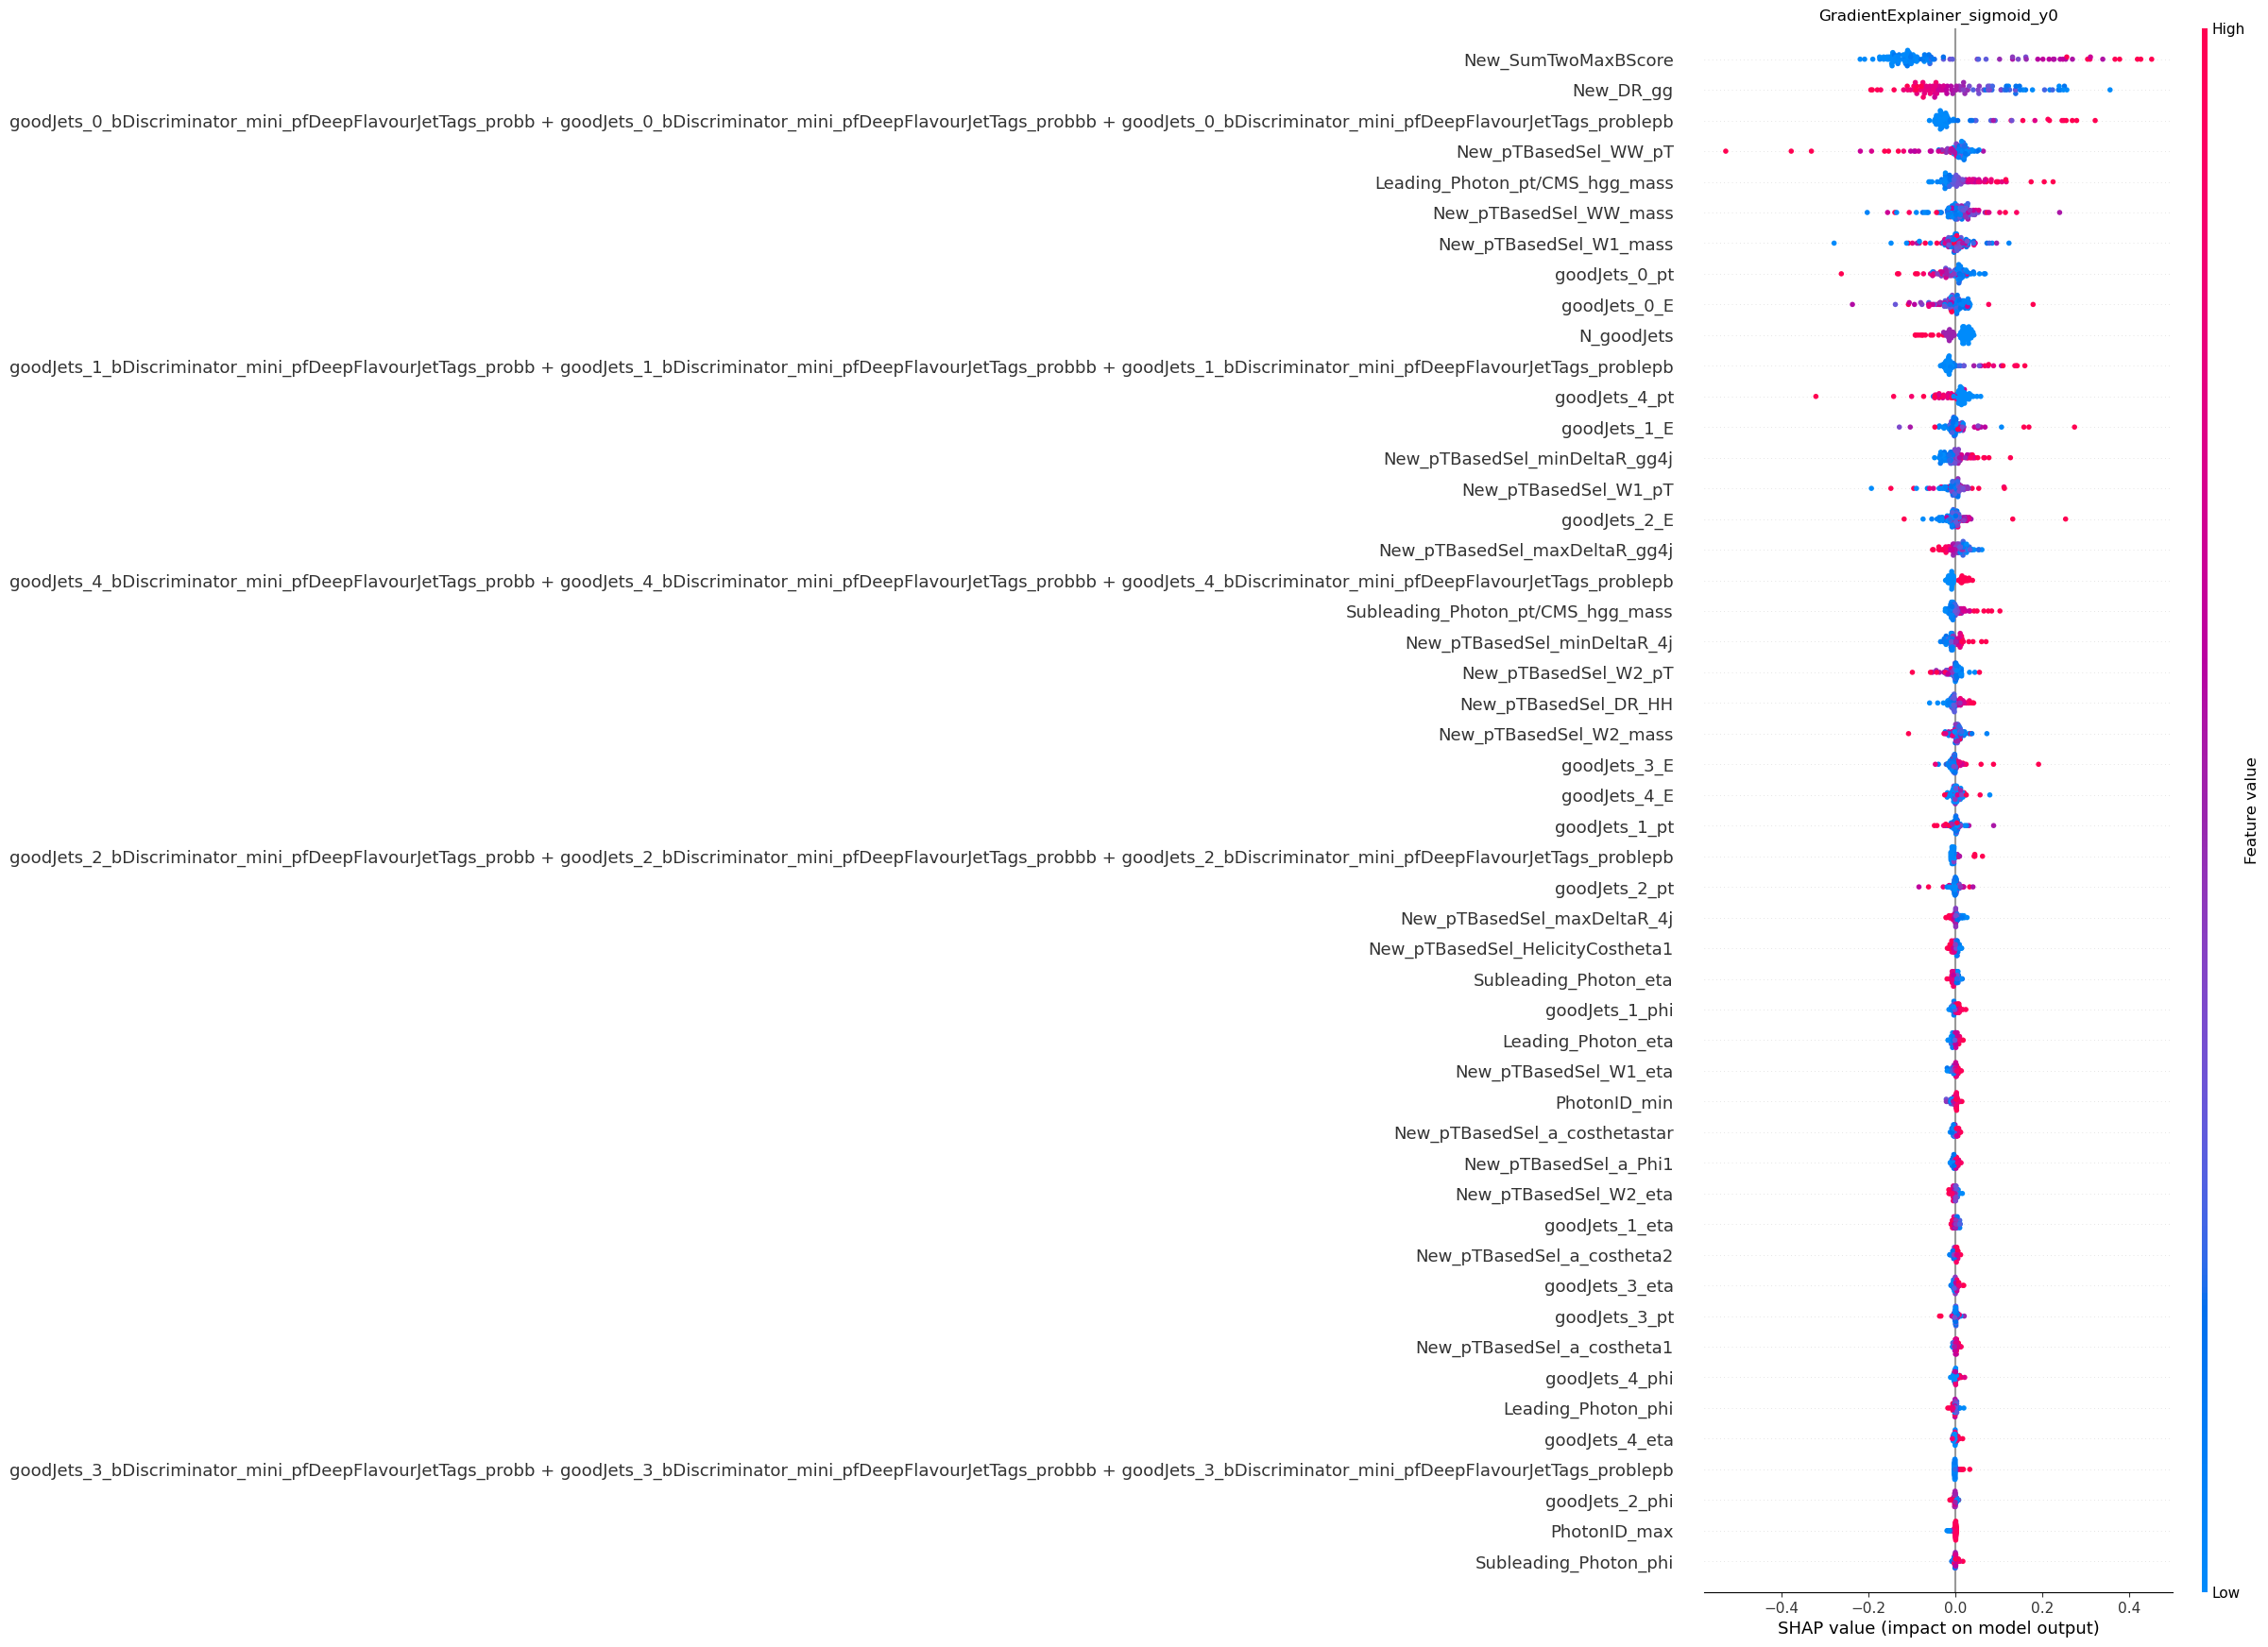 GradientExplainer_sigmoid_y0
High
New_SumTwoMaxBScore
New_DR_gg
goodJets_0_bDiscriminator_mini_pfDeepFlavourJetTags_probb + goodJets_0_bDiscriminator_mini_pfDeepFlavourJetTags_probbb + goodJets_0_bDiscriminator_mini_pfDeepFlavourJetTags_problepb
New_pTBasedSel_WW_pT
Leading_Photon_pt/CMS_hgg_mass
New_pTBasedSel_WW_mass
New_pTBasedSel_W1_mass
goodJets_0_pt
goodJets_0_E
N_goodJets
goodJets_1_bDiscriminator_mini_pfDeepFlavourJetTags_probb + goodJets_1_bDiscriminator_mini_pfDeepFlavourJetTags_probbb + goodJets_1_bDiscriminator_mini_pfDeepFlavourJetTags_problepb
goodJets_4_pt
goodJets_1_E
New_pTBasedSel_minDeltaR_gg4j
New_pTBasedSel_W1_pT
goodJets_2_E
New_pTBasedSel_maxDeltaR_gg4j
goodJets_4_bDiscriminator_mini_pfDeepFlavourJetTags_probb + goodJets_4_bDiscriminator_mini_pfDeepFlavourJetTags_probbb + goodJets_4_bDiscriminator_mini_pfDeepFlavourJetTags_problepb
Subleading_Photon_pt/CMS_hgg_mass
New_pTBasedSel_minDeltaR_4j
New_pTBasedSel_W2_pT
New_pTBasedSel_DR_HH
New_pTBasedSel_W2_mass
goodJets_3_E
goodJets_4_E
goodJets_1_pt
goodJets_2_bDiscriminator_mini_pfDeepFlavourJetTags_probb + goodJets_2_bDiscriminator_mini_pfDeepFlavourJetTags_probbb + goodJets_2_bDiscriminator_mini_pfDeepFlavourJetTags_problepb
goodJets_2_pt
New_pTBasedSel_maxDeltaR_4j
New_pTBasedSel_HelicityCostheta1
Subleading_Photon_eta
goodJets_1_phi
Leading_Photon_eta
New_pTBasedSel_W1_eta
PhotonID_min
New_pTBasedSel_a_costhetastar
New_pTBasedSel_a_Phi1
New_pTBasedSel_W2_eta
goodJets_1_eta
New_pTBasedSel_a_costheta2
goodJets_3_eta
goodJets_3_pt
New_pTBasedSel_a_costheta1
goodJets_4_phi
Leading_Photon_phi
goodJets_4_eta
goodJets_3_bDiscriminator_mini_pfDeepFlavourJetTags_probb + goodJets_3_bDiscriminator_mini_pfDeepFlavourJetTags_probbb + goodJets_3_bDiscriminator_mini_pfDeepFlavourJetTags_problepb
goodJets_2_phi
PhotonID_max
Subleading_Photon_phi
Feature value
Low
−0.4 −0.2 0.0 0.2 0.4
SHAP value (impact on model output)